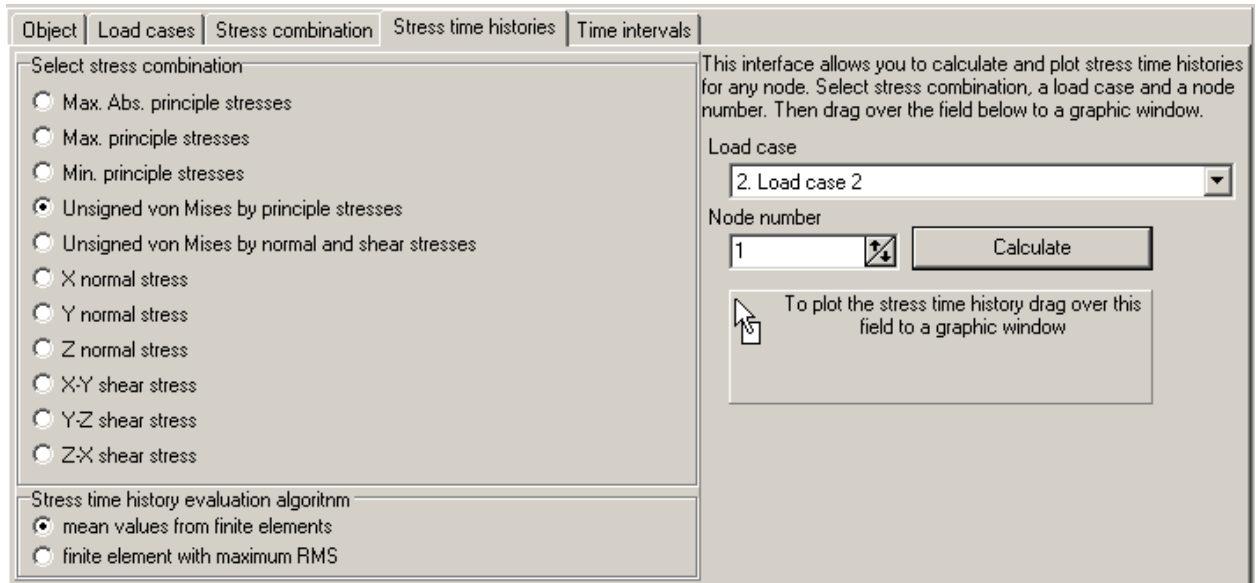 Object Load cases Stress combination Stress time histories Time intervals
Select stress combination
Max. Abs. principle stresses
Max. principle stresses
Min. principle stresses
Unsigned von Mises by principle stresses
Unsigned von Mises by normal and shear stresses
X normal stress
Y normal stress
Z normal stress
X-Y shear stress
Y-Z shear stress
Z-X shear stress
Stress time history evaluation algoritnm
mean values from finite elements
finite element with maximum RMS
This interface allows you to calculate and plot stress time histories
for any node. Select stress combination, a load case and a node
number. Then drag over the field below to a graphic window.
Load case
2. Load case 2
Node number
1
Calculate
To plot the stress time history drag over this
field to a graphic window